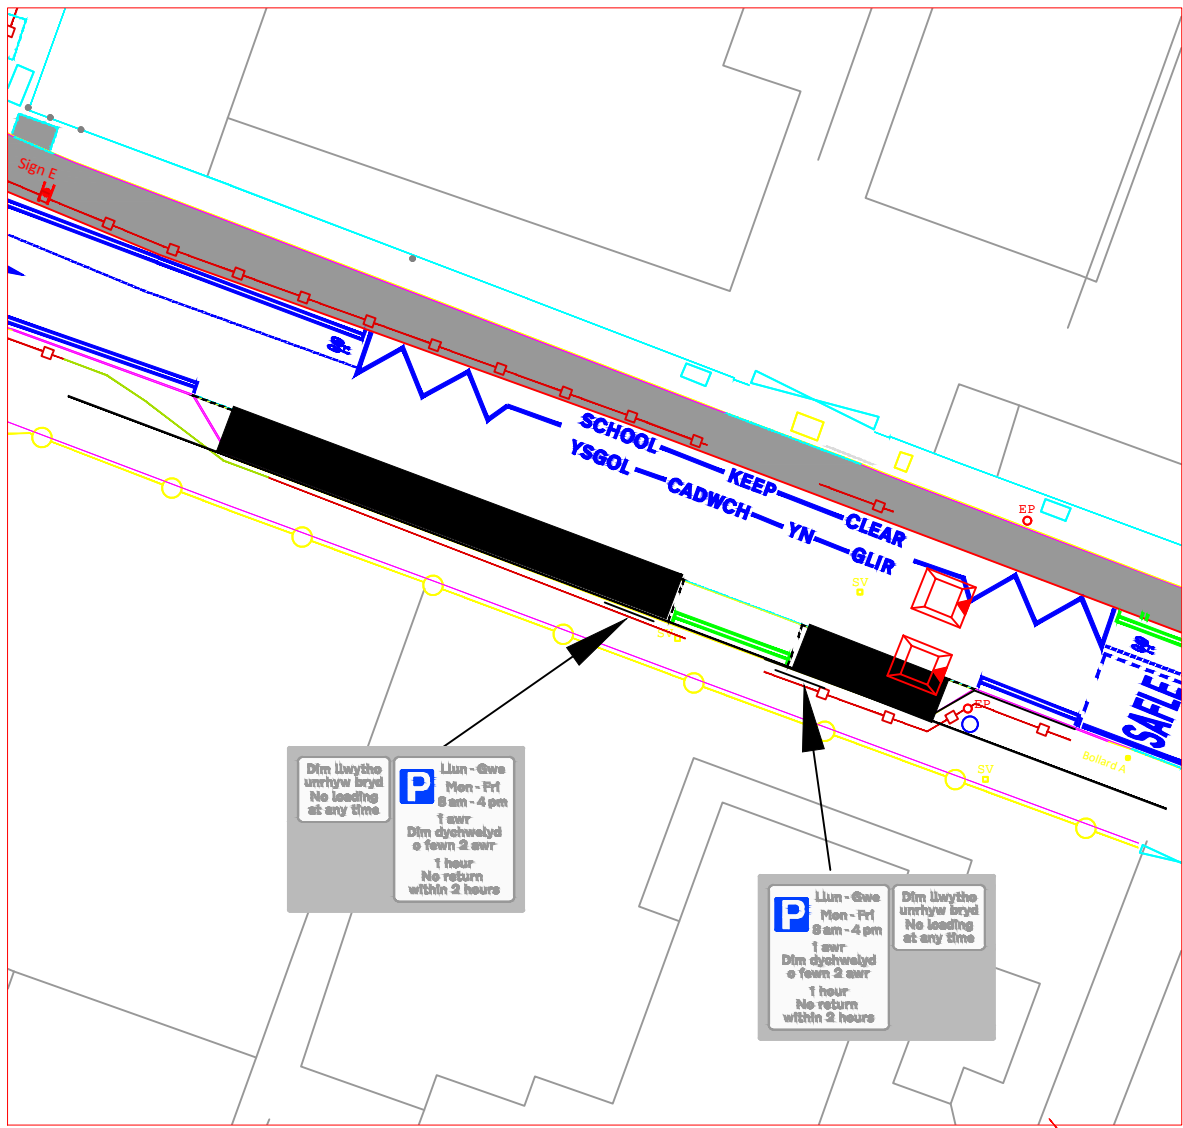 Sign E
SCHOOL KEEP CLEAR
YSGOL CADWCH YN GLIR
EP
SV
EP
SV
Bollard A
SAFLE
Dim llwytho
unrhyw bryd
No loading
at any time
P
Llun - Gwe
Mon - Fri
8 am - 4 pm
1 awr
Dim dychwelyd
o fewn 2 awr
1 hour
No return
within 2 hours
P
Llun - Gwe
Mon - Fri
8 am - 4 pm
1 awr
Dim dychwelyd
o fewn 2 awr
1 hour
No return
within 2 hours
Dim llwytho
unrhyw bryd
No loading
at any time